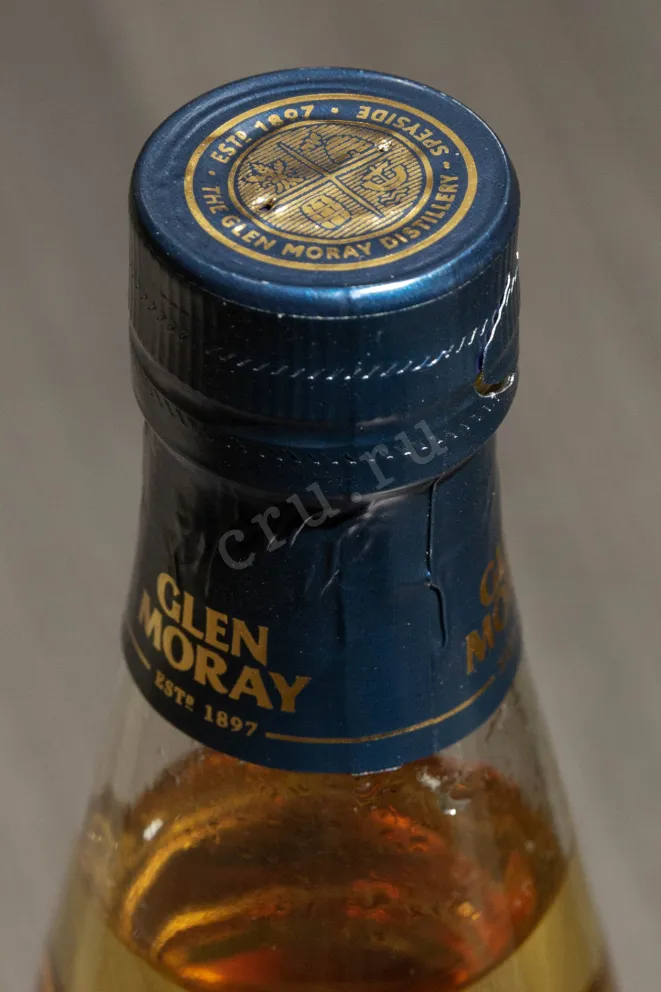 · ESTD 1897 · SPEYSIDE ·
THE GLEN MORAY DISTILLERY
cru.ru
GLEN
MORAY
ESTD 1897